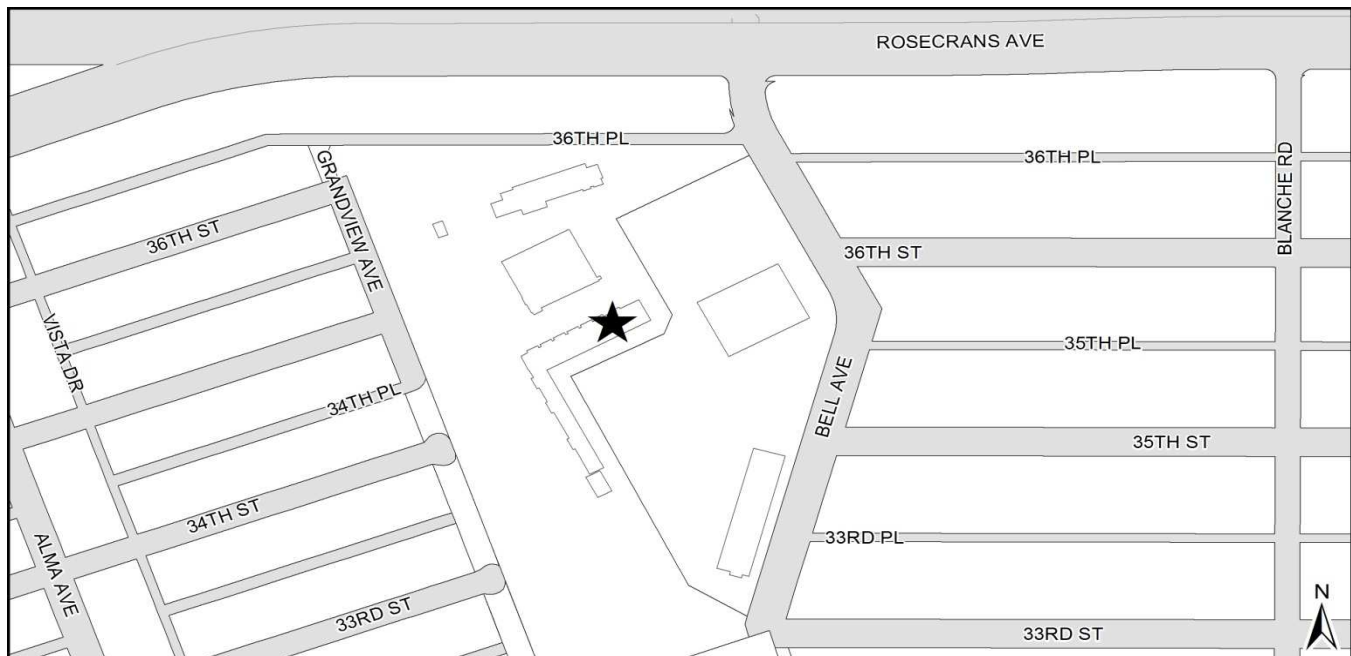 ROSECRANS AVE
36TH PL
36TH PL
GRANDVIEW AVE
BLANCHE RD
36TH ST
36TH ST
VISTA DR
35TH PL
34TH PL
BELL AVE
35TH ST
34TH ST
33RD PL
ALMA AVE
N
33RD ST
33RD ST